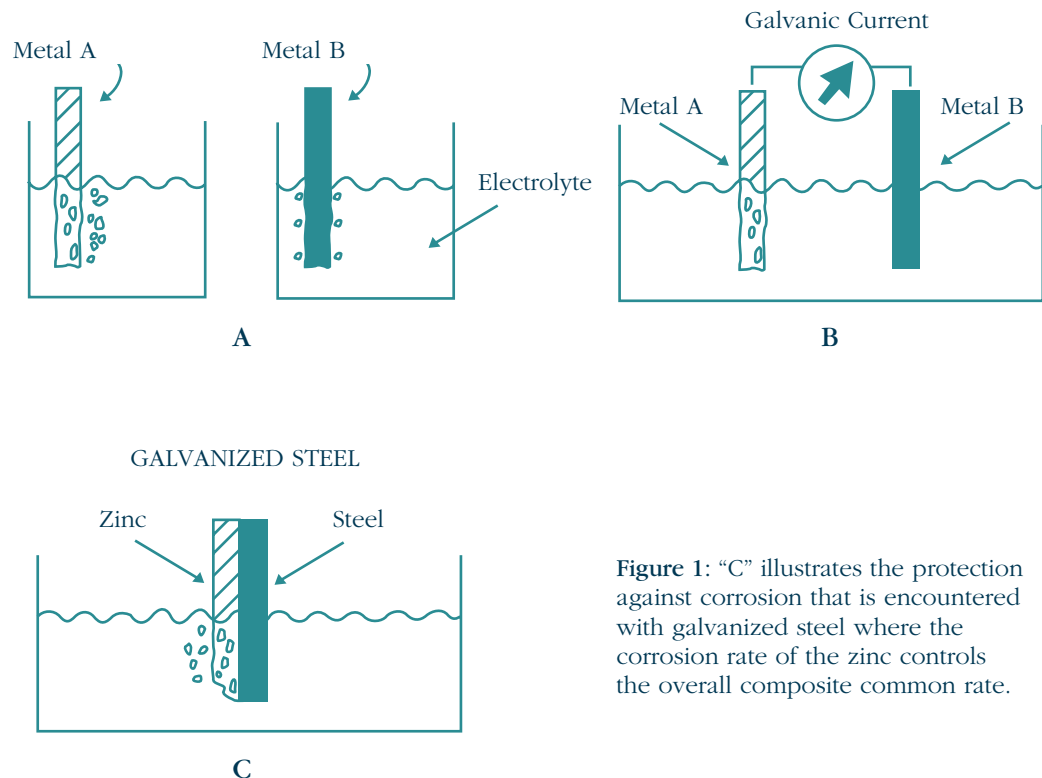 Metal A
Metal B
Electrolyte
A
Galvanic Current
Metal A
Metal B
B
GALVANIZED STEEL
Zinc
Steel
C
Figure 1: “C” illustrates the protection
against corrosion that is encountered
with galvanized steel where the
corrosion rate of the zinc controls
the overall composite common rate.